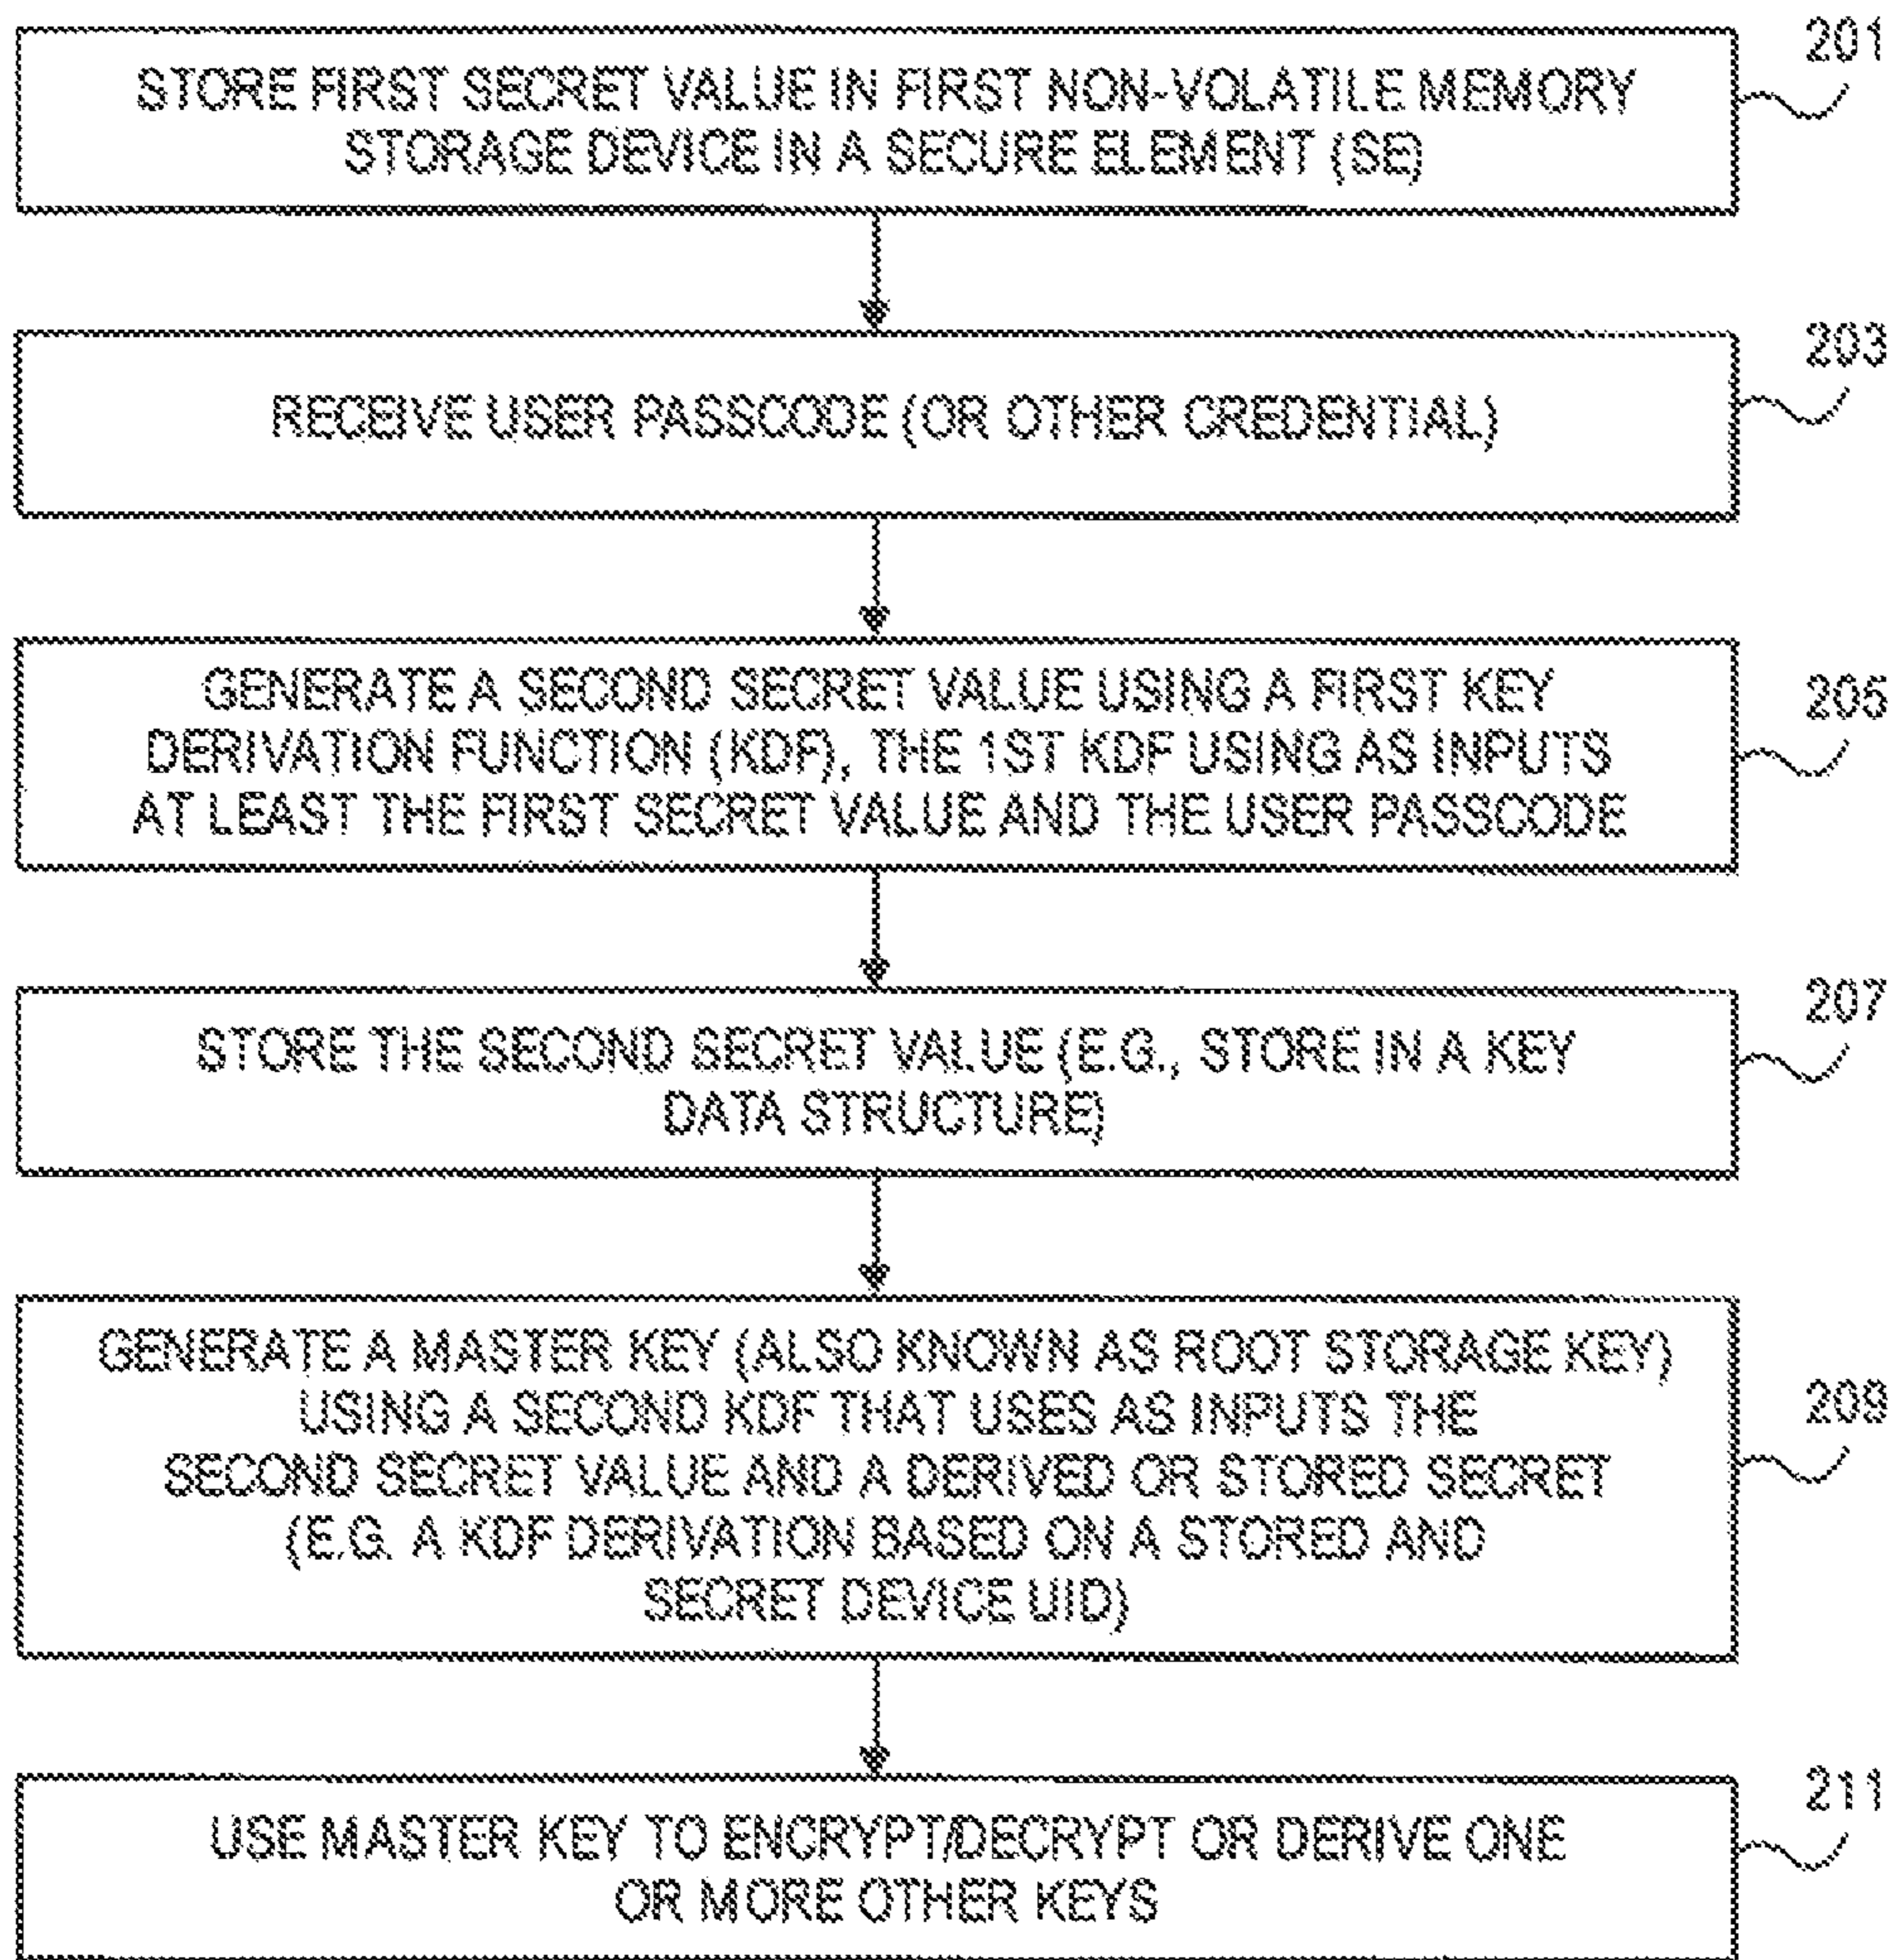 STORE FIRST SECRET VALUE IN FIRST NON-VOLATILE MEMORY
STORAGE DEVICE IN A SECURE ELEMENT (SE)
201
RECEIVE USER PASSCODE (OR OTHER CREDENTIAL)
203
GENERATE A SECOND SECRET VALUE USING A FIRST KEY
DERIVATION FUNCTION (KDF), THE 1ST KDF USING AS INPUTS
AT LEAST THE FIRST SECRET VALUE AND THE USER PASSCODE
205
STORE THE SECOND SECRET VALUE (E.G., STORE IN A KEY
DATA STRUCTURE)
207
GENERATE A MASTER KEY (ALSO KNOWN AS ROOT STORAGE KEY)
USING A SECOND KDF THAT USES AS INPUTS THE
SECOND SECRET VALUE AND A DERIVED OR STORED SECRET
(E.G. A KDF DERIVATION BASED ON A STORED AND
SECRET DEVICE UID)
209
USE MASTER KEY TO ENCRYPT/DECRYPT OR DERIVE ONE
OR MORE OTHER KEYS
211